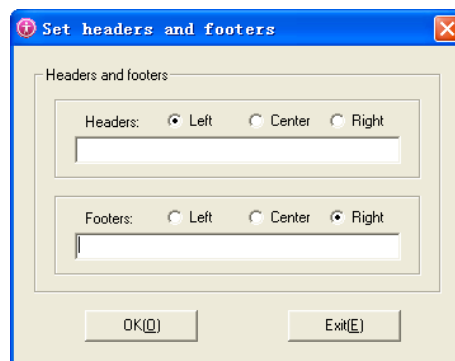 Set headers and footers
Headers and footers
Headers: Left Center Right
Footers: Left Center Right
OK(O) Exit(E)